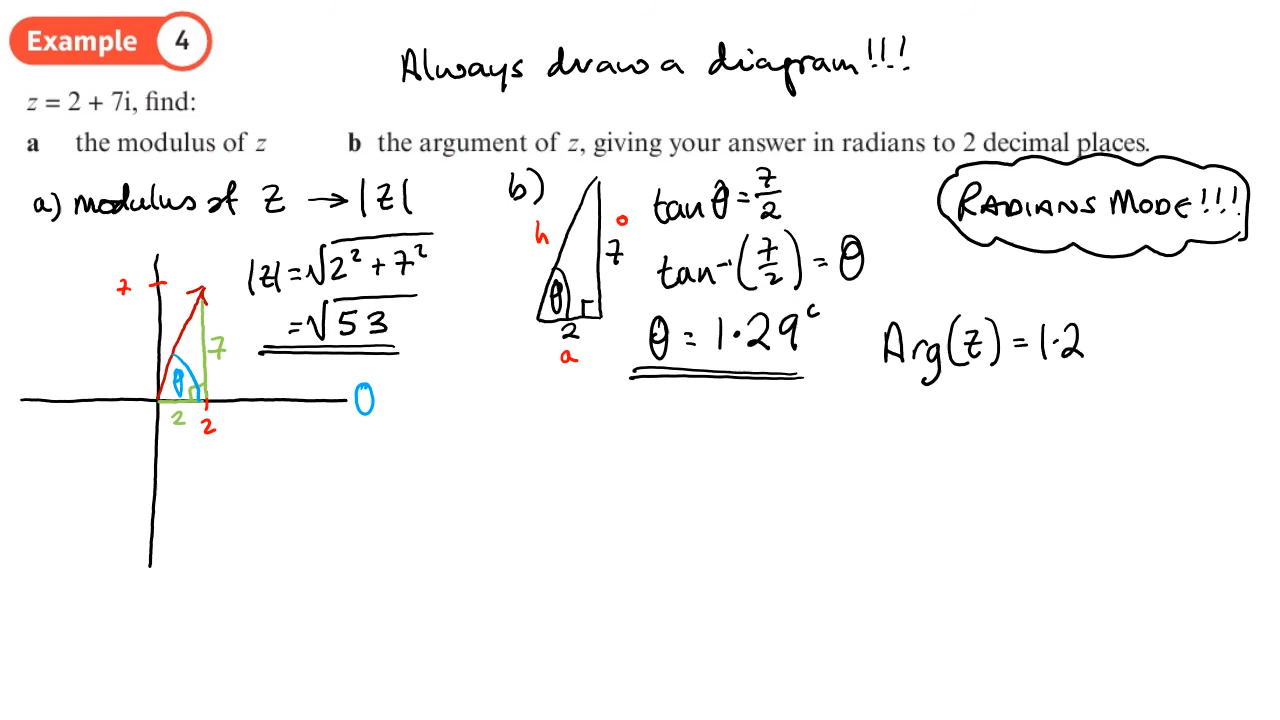 Example 4
Always draw a diagram!!!
z = 2 + 7i, find:
a the modulus of z b the argument of z, giving your answer in radians to 2 decimal places.
a) modulus of z → |z|
|z| = √2² + 7²
= √53
7
7
θ
2
2
0
b)
h
o
7
θ
2
a
tan θ = 7/2
tan⁻¹(7/2) = θ
θ = 1.29ᶜ
RADIANS MODE!!!
Arg(z) = 1.2